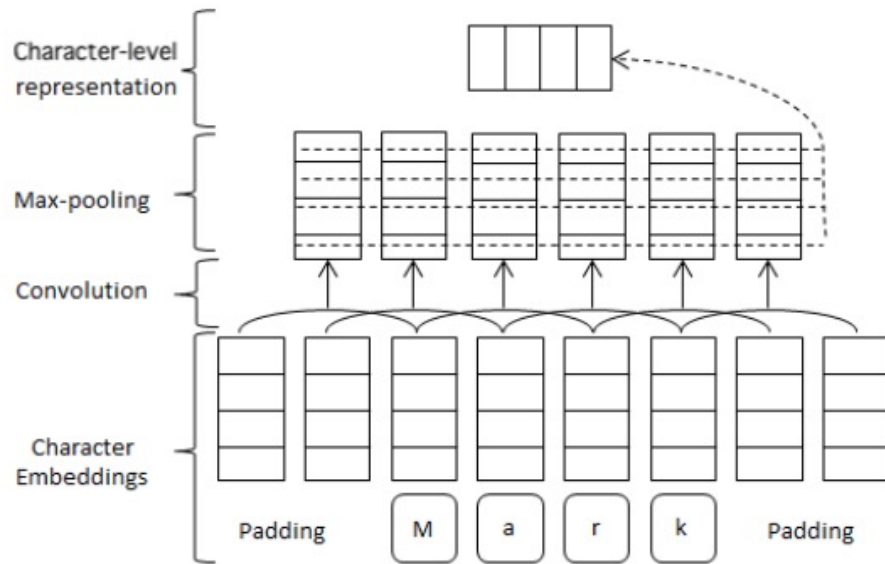 Character-level
representation
Max-pooling
Convolution
Character
Embeddings
Padding
M
a
r
k
Padding